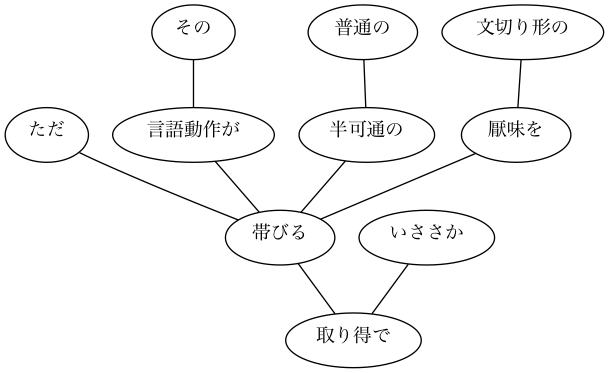 その 普通の 文切り形の
ただ 言語動作が 半可通の 厭味を
帯びる いささか
取り得で